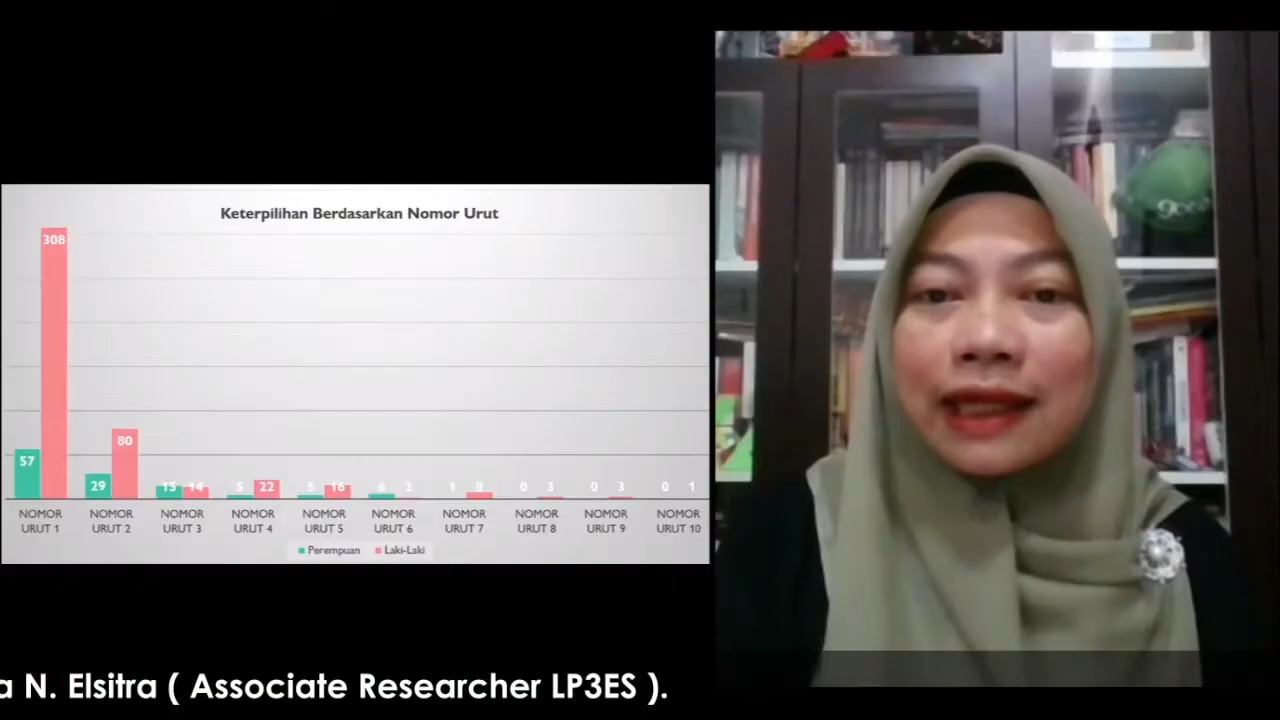 Keterpilihan Berdasarkan Nomor Urut
308
57
29
80
15
14
5
22
5
16
6
2
1
8
0
3
0
3
0
1
NOMOR URUT 1
NOMOR URUT 2
NOMOR URUT 3
NOMOR URUT 4
NOMOR URUT 5
NOMOR URUT 6
NOMOR URUT 7
NOMOR URUT 8
NOMOR URUT 9
NOMOR URUT 10
Perempuan
Laki-Laki
a N. Elsitra ( Associate Researcher LP3ES ).